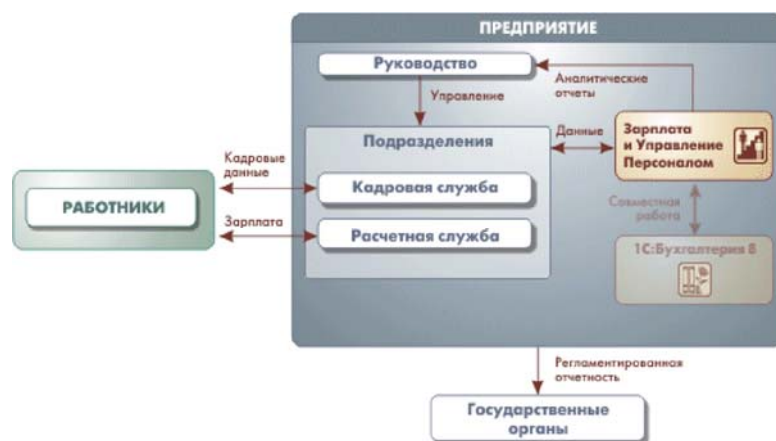 ПРЕДПРИЯТИЕ
Руководство
Аналитические
отчеты
Управление
Подразделения
Данные
Зарплата
и Управление
Персоналом
Кадровые
данные
Кадровая служба
РАБОТНИКИ
Зарплата
Расчетная служба
Совместная
работа
1С:Бухгалтерия 8
Регламентированная
отчетность
Государственные
органы